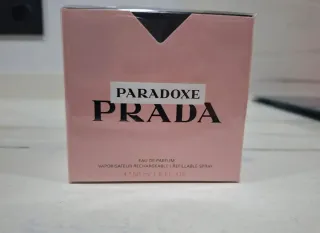 PARADOXE
PRADA
EAU DE PARFUM
VAPORISATEUR RECHARGEABLE / REFILLABLE SPRAY